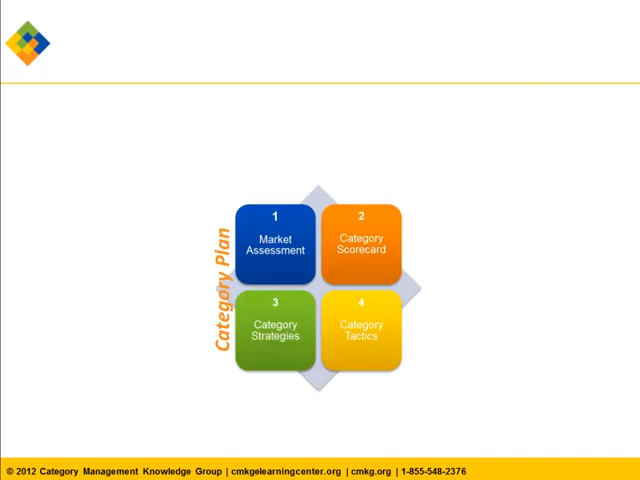 Category Plan
1
Market
Assessment
2
Category
Scorecard
3
Category
Strategies
4
Category
Tactics
© 2012 Category Management Knowledge Group | cmkgelearningcenter.org | cmkg.org | 1-855-548-2376